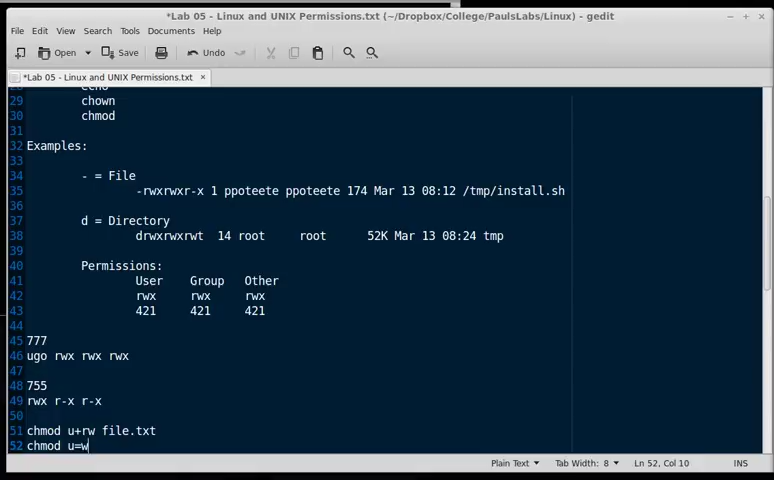 *Lab 05 - Linux and UNIX Permissions.txt (~/Dropbox/College/PaulsLabs/Linux) - gedit
File Edit View Search Tools Documents Help
Open Save Undo
*Lab 05 - Linux and UNIX Permissions.txt ×
28 echo
29 chown
30 chmod
31
32 Examples:
33
34 - = File
35 -rwxrwxr-x 1 ppoteete ppoteete 174 Mar 13 08:12 /tmp/install.sh
36
37 d = Directory
38 drwxrwxrwt 14 root root 52K Mar 13 08:24 tmp
39
40 Permissions:
41 User Group Other
42 rwx rwx rwx
43 421 421 421
44
45 777
46 ugo rwx rwx rwx
47
48 755
49 rwx r-x r-x
50
51 chmod u+rw file.txt
52 chmod u=w
Plain Text Tab Width: 8 Ln 52, Col 10 INS